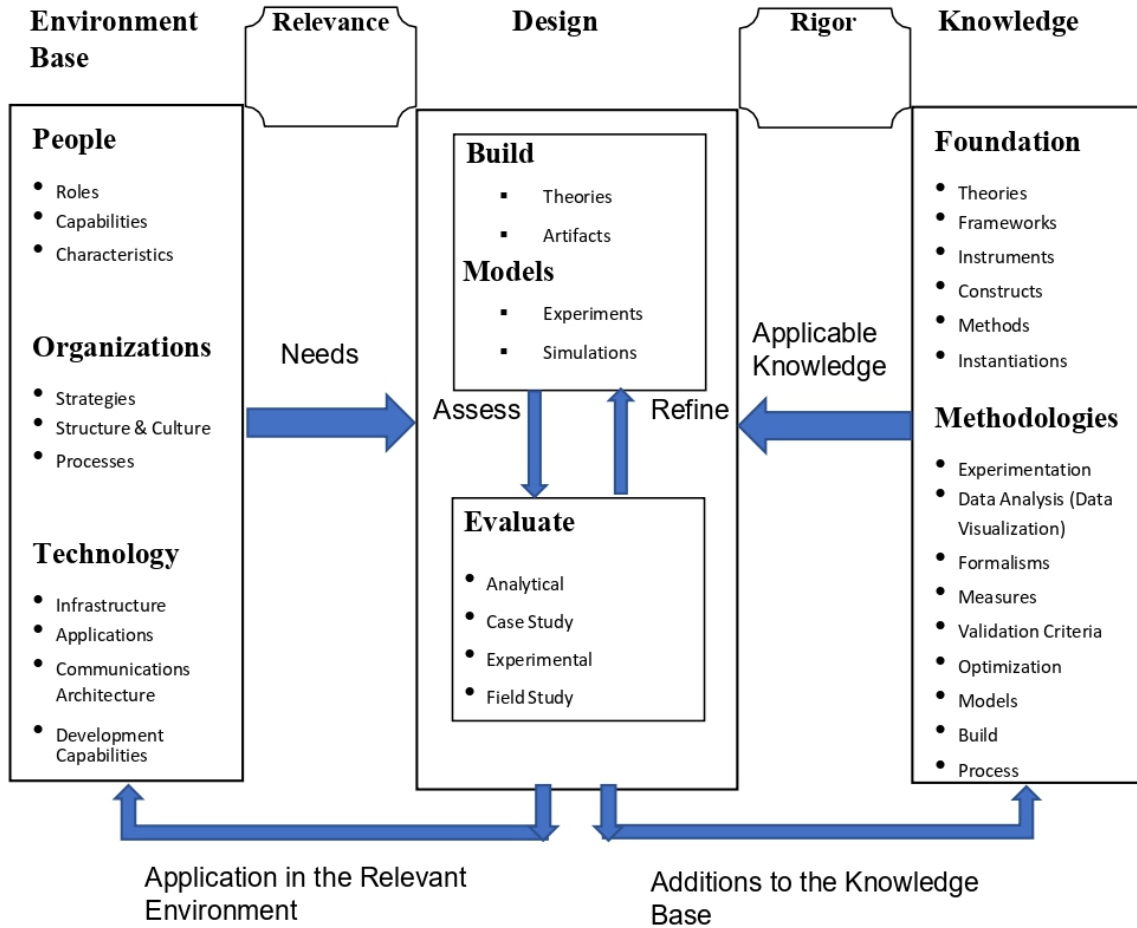 Environment
Base
Relevance
Design
Rigor
Knowledge
People
• Roles
• Capabilities
• Characteristics
Organizations
• Strategies
• Structure & Culture
• Processes
Technology
• Infrastructure
• Applications
• Communications
Architecture
• Development
Capabilities
Needs
Build
▪ Theories
▪ Artifacts
Models
▪ Experiments
▪ Simulations
Assess
Refine
Evaluate
• Analytical
• Case Study
• Experimental
• Field Study
Applicable
Knowledge
Foundation
• Theories
• Frameworks
• Instruments
• Constructs
• Methods
• Instantiations
Methodologies
• Experimentation
• Data Analysis (Data
Visualization)
• Formalisms
• Measures
• Validation Criteria
• Optimization
• Models
• Build
• Process
Application in the Relevant
Environment
Additions to the Knowledge
Base